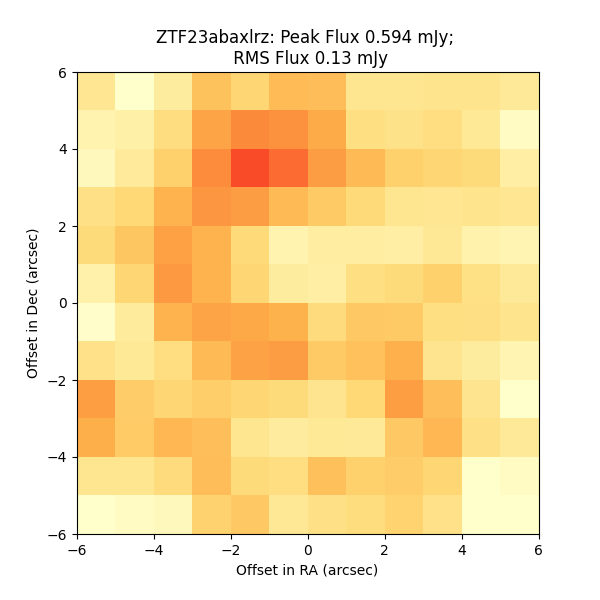 ZTF23abaxlrz: Peak Flux 0.594 mJy;
RMS Flux 0.13 mJy
6
4
2
0
−2
−4
−6
Offset in Dec (arcsec)
−6 −4 −2 0 2 4 6
Offset in RA (arcsec)